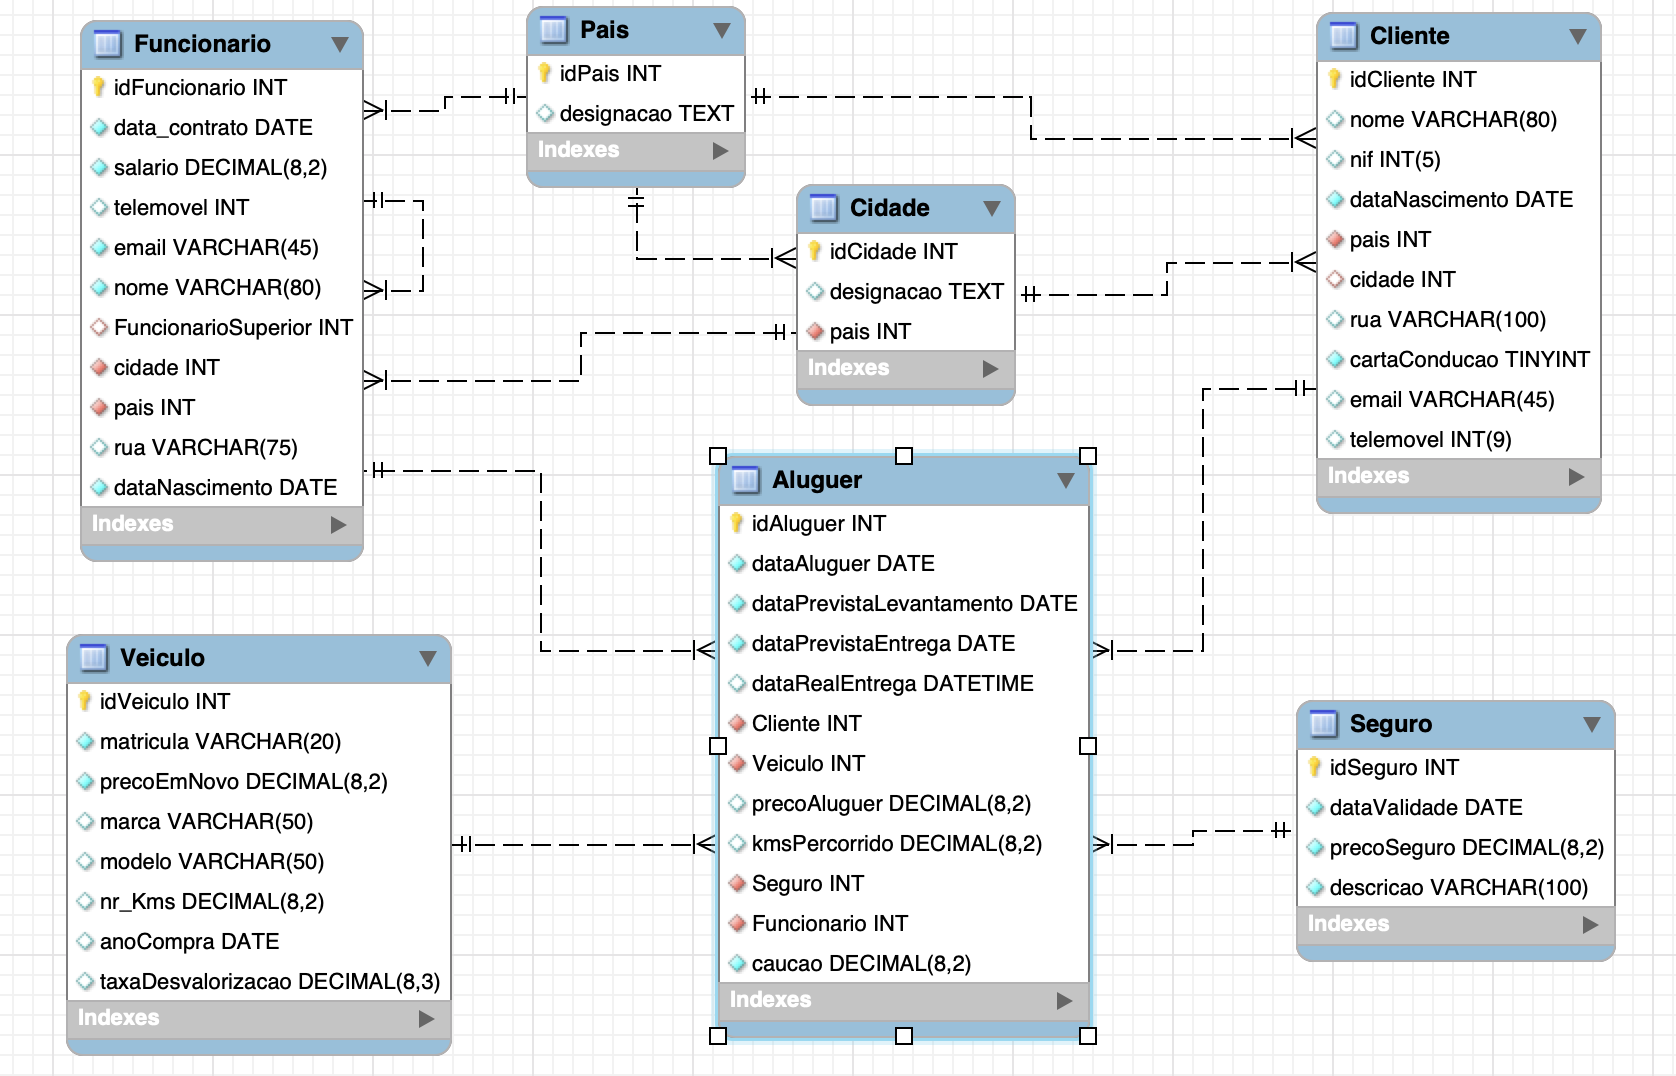 Funcionario
idFuncionario INT
data_contrato DATE
salario DECIMAL(8,2)
telemovel INT
email VARCHAR(45)
nome VARCHAR(80)
FuncionarioSuperior INT
cidade INT
pais INT
rua VARCHAR(75)
dataNascimento DATE
Indexes
Pais
idPais INT
designacao TEXT
Indexes
Cidade
idCidade INT
designacao TEXT
pais INT
Indexes
Cliente
idCliente INT
nome VARCHAR(80)
nif INT(5)
dataNascimento DATE
pais INT
cidade INT
rua VARCHAR(100)
cartaConducao TINYINT
email VARCHAR(45)
telemovel INT(9)
Indexes
Veiculo
idVeiculo INT
matricula VARCHAR(20)
precoEmNovo DECIMAL(8,2)
marca VARCHAR(50)
modelo VARCHAR(50)
nr_Kms DECIMAL(8,2)
anoCompra DATE
taxaDesvalorizacao DECIMAL(8,3)
Indexes
Aluguer
idAluguer INT
dataAluguer DATE
dataPrevistaLevantamento DATE
dataPrevistaEntrega DATE
dataRealEntrega DATETIME
Cliente INT
Veiculo INT
precoAluguer DECIMAL(8,2)
kmsPercorrido DECIMAL(8,2)
Seguro INT
Funcionario INT
caucao DECIMAL(8,2)
Indexes
Seguro
idSeguro INT
dataValidade DATE
precoSeguro DECIMAL(8,2)
descricao VARCHAR(100)
Indexes